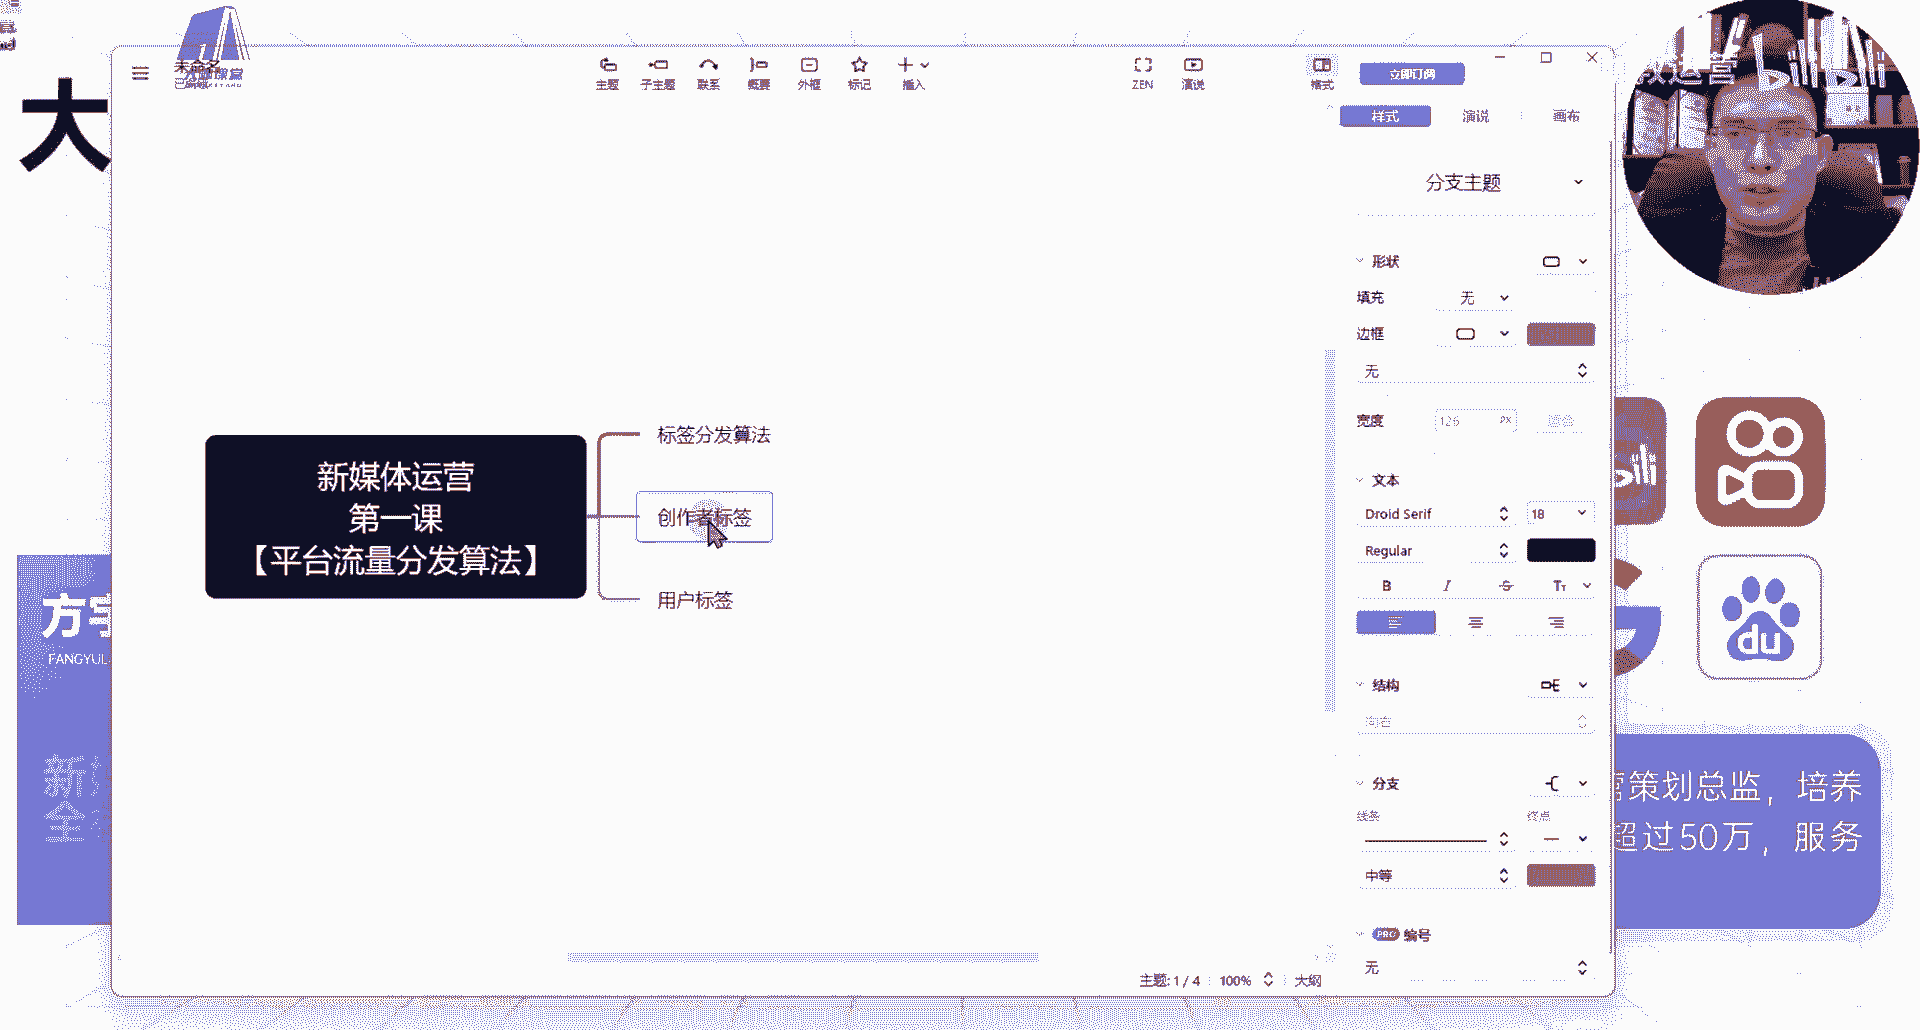 大
未命名
主题
子主题
联系
概要
外框
标记
插入
ZEN
演说
格式
立即订阅
样式
演说
画布
分支主题
形状
填充
无
边框
无
宽度
126
PX
文本
Droid Serif
18
Regular
B
I
S
TT
结构
向右
分支
线条
终点
中等
PRO
编号
无
新媒体运营
第一课
【平台流量分发算法】
标签分发算法
创作者标签
用户标签
主题: 1 / 4
100%
大纲
方宇
FANGYU
新
全
du
策划总监，培养
超过50万，服务